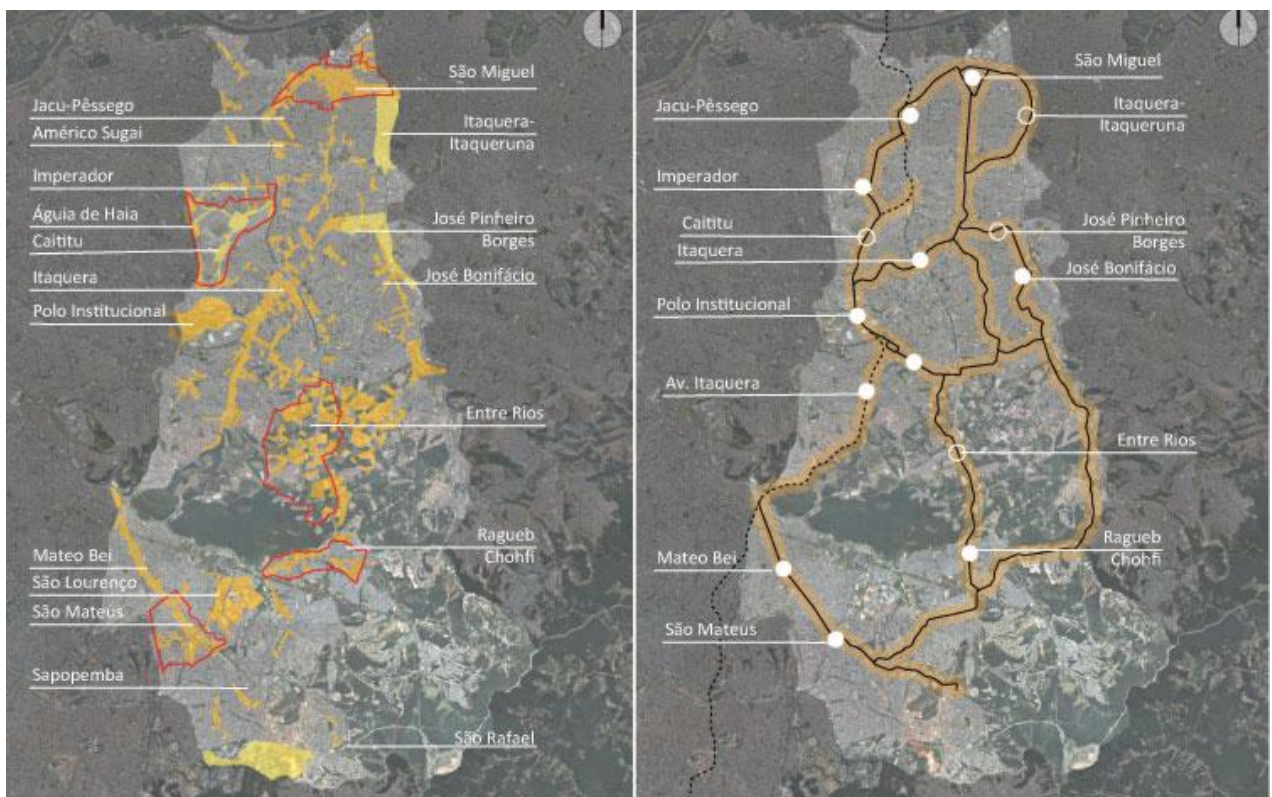 São Miguel
Jacu-Pêssego
Américo Sugai
Itaquera-
Itaqueruna
Imperador
Águia de Haia
Caititu
José Pinheiro
Borges
Itaquera
José Bonifácio
Polo Institucional
Entre Rios
Ragueb
Chohfi
Mateo Bei
São Lourenço
São Mateus
Sapopemba
São Rafael
São Miguel
Jacu-Pêssego
Itaquera-
Itaqueruna
Imperador
Caititu
José Pinheiro
Borges
Itaquera
José Bonifácio
Polo Institucional
Av. Itaquera
Entre Rios
Ragueb
Chohfi
Mateo Bei
São Mateus